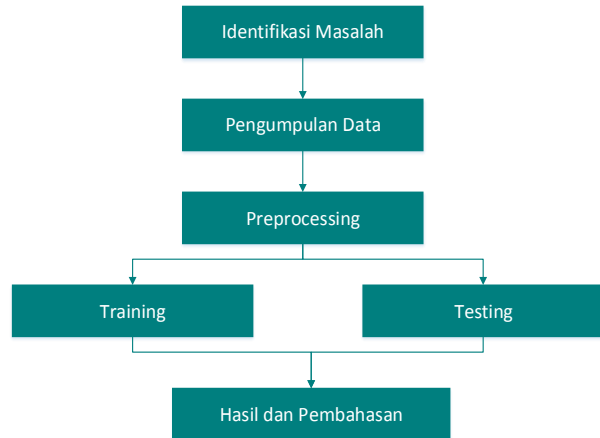 Identifikasi Masalah
Pengumpulan Data
Preprocessing
Training
Testing
Hasil dan Pembahasan